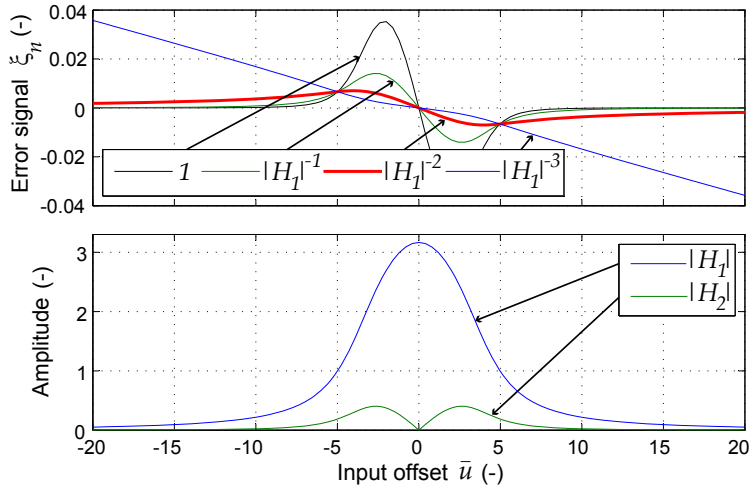 0.04
0.02
0
-0.02
-0.04
Error signal ξₙ (-)
1 |H₁|⁻¹ |H₁|⁻² |H₁|⁻³
3
2
1
0
Amplitude (-)
|H₁|
|H₂|
-20 -15 -10 -5 0 5 10 15 20
Input offset ū (-)